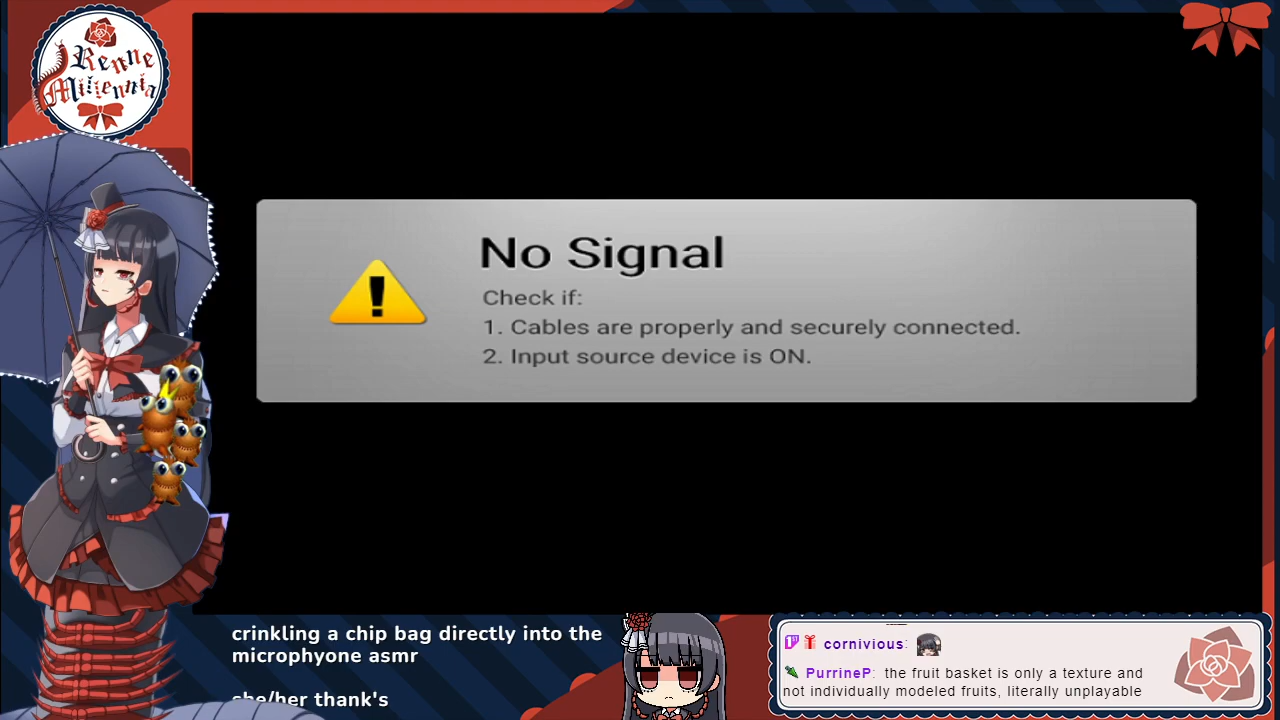 Renne
Millennia
No Signal
Check if:
1. Cables are properly and securely connected.
2. Input source device is ON.
crinkling a chip bag directly into the
microphyone asmr
she/her thank's
cornivious:
PurrineP: the fruit basket is only a texture and
not individually modeled fruits, literally unplayable